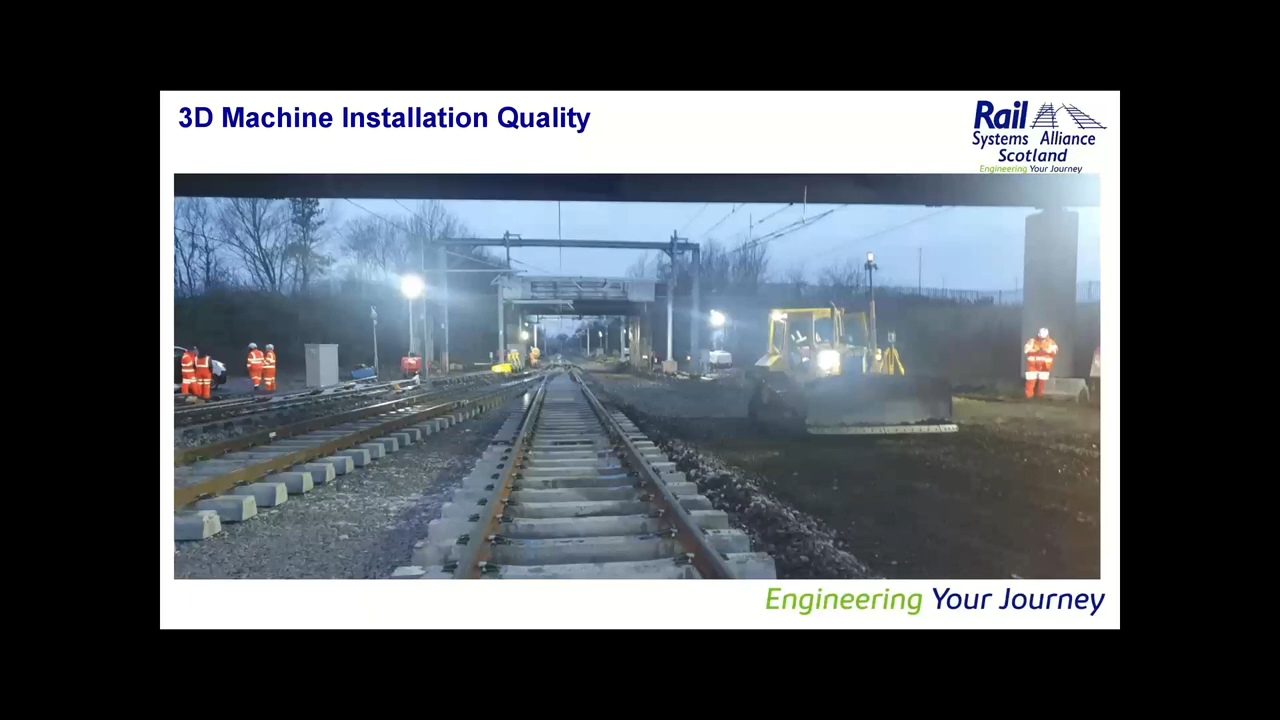 3D Machine Installation Quality
Rail
Systems Alliance
Scotland
Engineering Your Journey
Engineering Your Journey